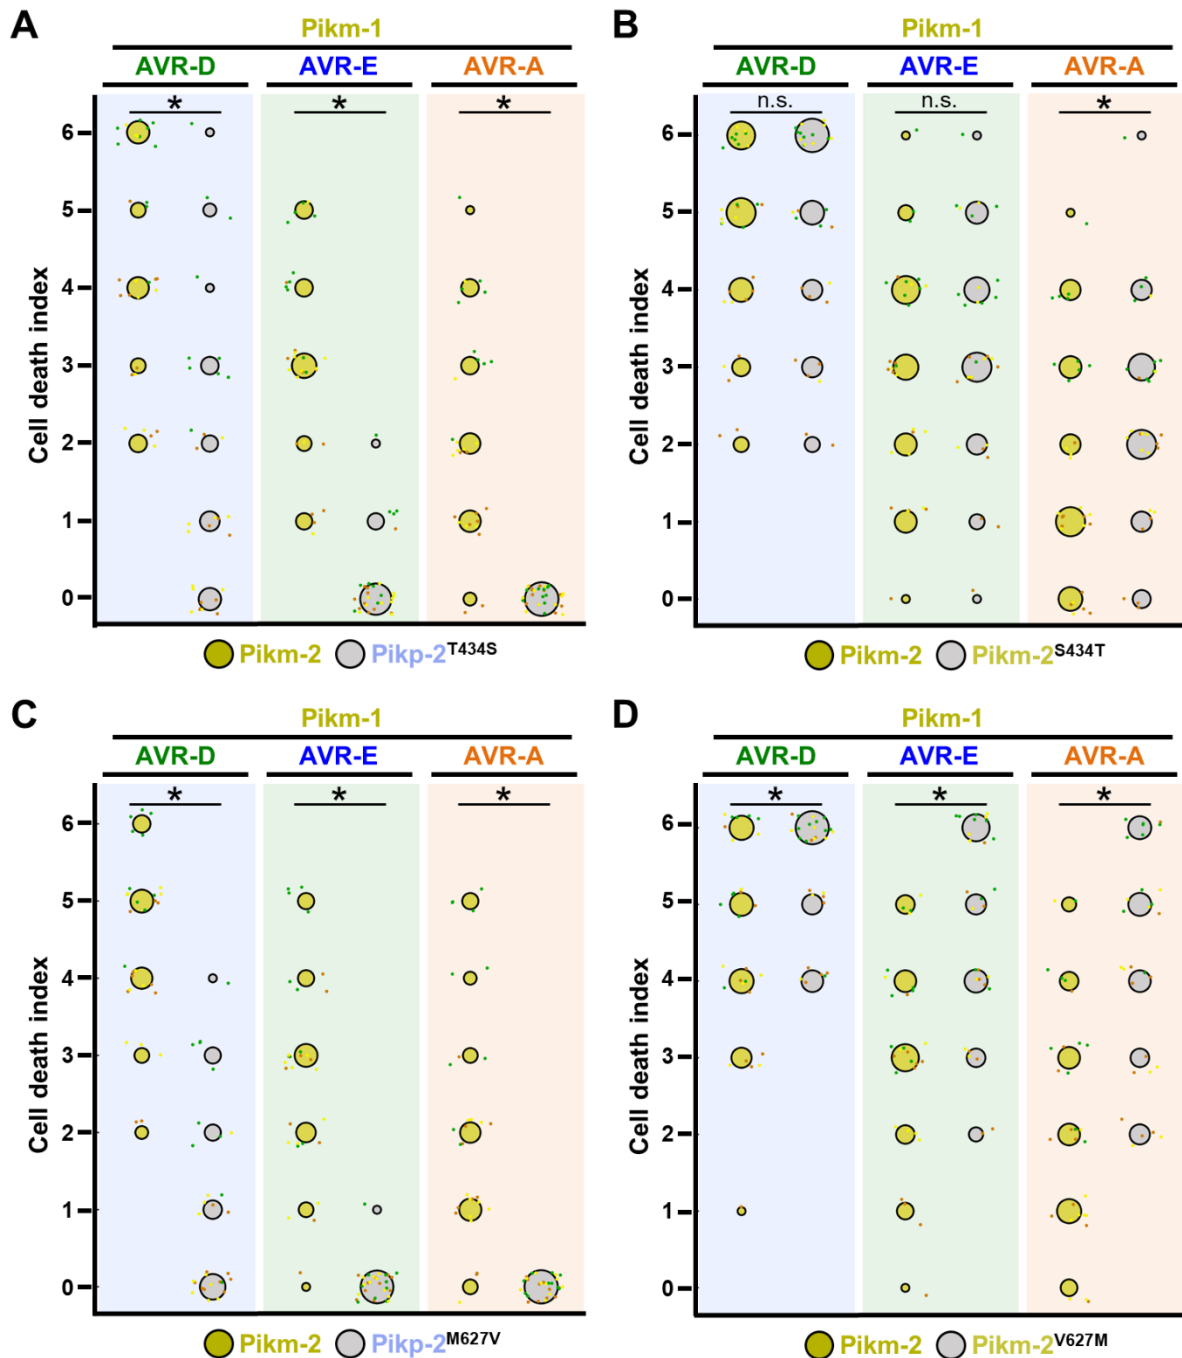 A
Pikm-1
AVR-D AVR-E AVR-A
* * *
Cell death index
6
5
4
3
2
1
0
Pikm-2 Pikp-2T434S
B
Pikm-1
AVR-D AVR-E AVR-A
n.s. n.s. *
Cell death index
6
5
4
3
2
1
0
Pikm-2 Pikm-2S434T
C
Pikm-1
AVR-D AVR-E AVR-A
* * *
Cell death index
6
5
4
3
2
1
0
Pikm-2 Pikp-2M627V
D
Pikm-1
AVR-D AVR-E AVR-A
* * *
Cell death index
6
5
4
3
2
1
0
Pikm-2 Pikm-2V627M